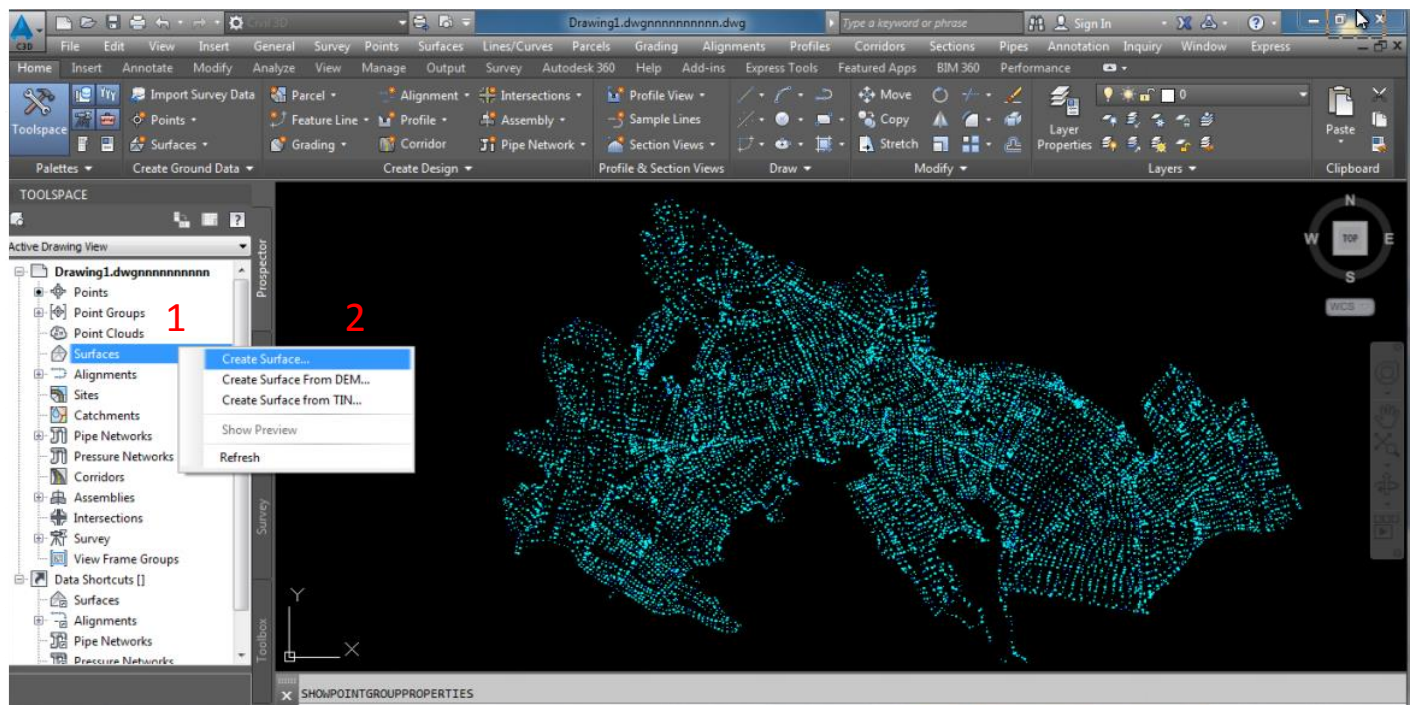 Civil 3D Drawing1.dwgnnnnnnnnnn.dwg Type a keyword or phrase Sign In ?
C3D File Edit View Insert General Survey Points Surfaces Lines/Curves Parcels Grading Alignments Profiles Corridors Sections Pipes Annotation Inquiry Window Express
Home Insert Annotate Modify Analyze View Manage Output Survey Autodesk 360 Help Add-ins Express Tools Featured Apps BIM 360 Performance
Import Survey Data Parcel Alignment Intersections Profile View Move 0
Toolspace Points Feature Line Profile Assembly Sample Lines Copy Layer Properties Paste
Surfaces Grading Corridor Pipe Network Section Views Stretch
Palettes Create Ground Data Create Design Profile & Section Views Draw Modify Layers Clipboard
TOOLSPACE
?
Active Drawing View
Prospector
Survey
Toolbox
Drawing1.dwgnnnnnnnnnn
Points
Point Groups
Point Clouds
Surfaces
Alignments
Sites
Catchments
Pipe Networks
Pressure Networks
Corridors
Assemblies
Intersections
Survey
View Frame Groups
Data Shortcuts []
Surfaces
Alignments
Pipe Networks
Pressure Networks
1
2
Create Surface...
Create Surface From DEM...
Create Surface from TIN...
Show Preview
Refresh
N
W TOP E
S
WCS
Y
X
SHOWPOINTGROUPPROPERTIES